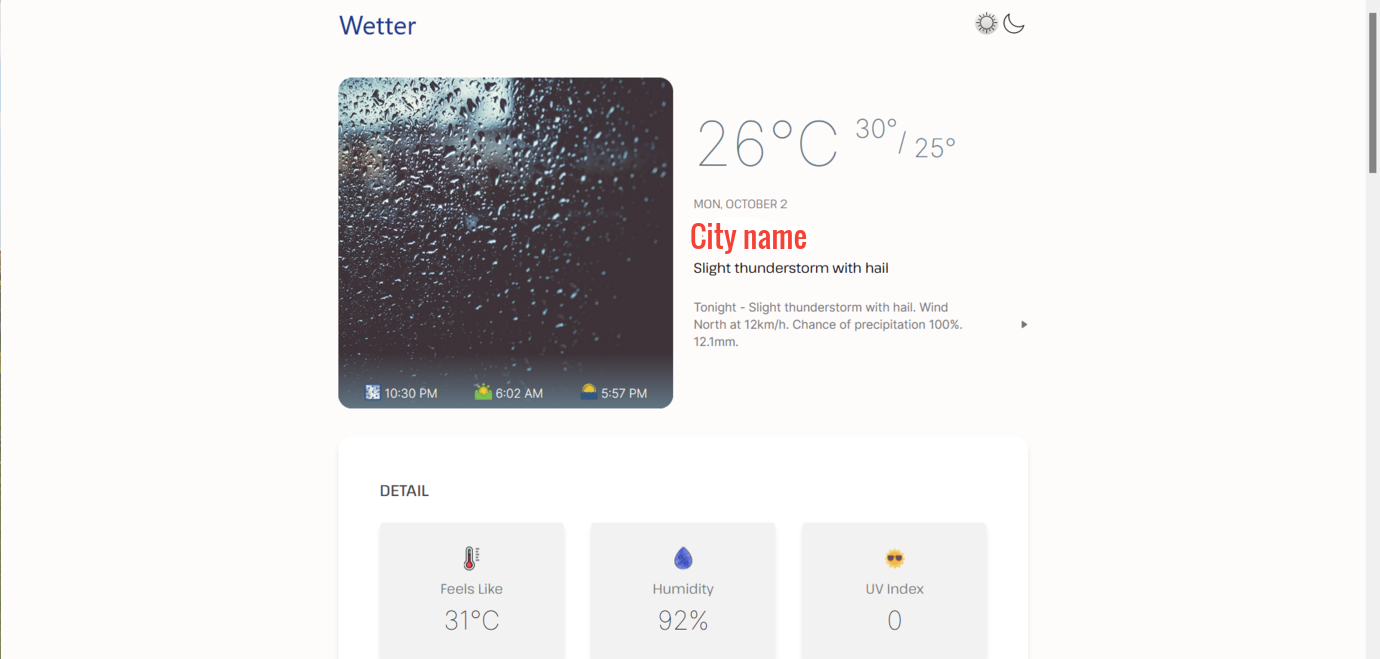 Wetter
26°C 30°/ 25°
MON, OCTOBER 2
City name
Slight thunderstorm with hail
Tonight - Slight thunderstorm with hail. Wind
North at 12km/h. Chance of precipitation 100%.
12.1mm.
10:30 PM 6:02 AM 5:57 PM
DETAIL
Feels Like Humidity UV Index
31°C 92% 0